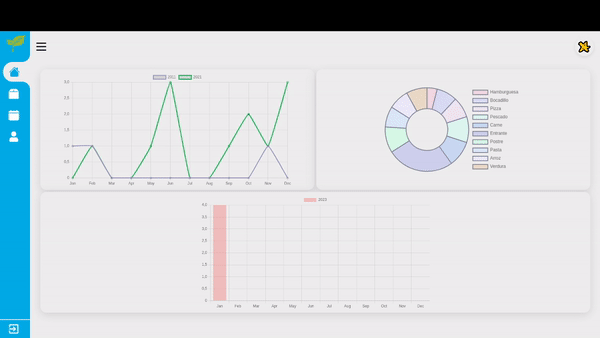 2022 2023
3,0
2,5
2,0
1,5
1,0
0,5
0
Jan Feb Mar Apr May Jun Jul Aug Sep Oct Nov Dec
Hamburguesa
Bocadillo
Pizza
Pescado
Carne
Entrante
Postre
Pasta
Arroz
Verdura
2023
4,0
3,5
3,0
2,5
2,0
1,5
1,0
0,5
0
Jan Feb Mar Apr May Jun Jul Aug Sep Oct Nov Dec